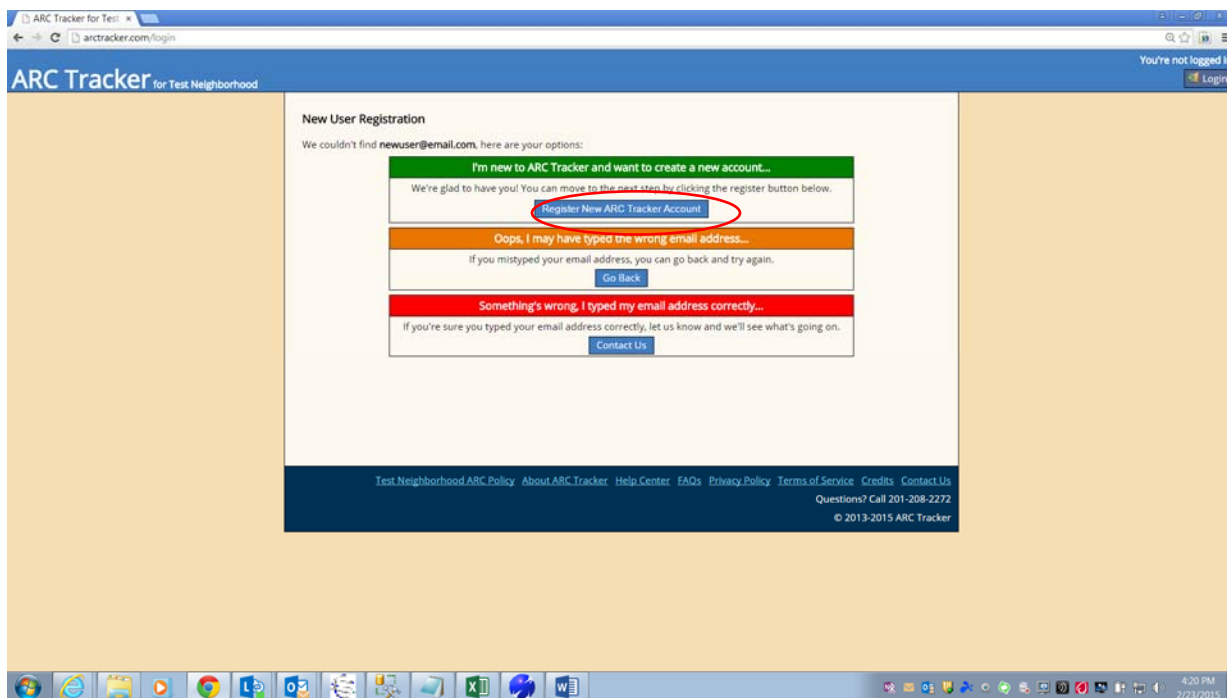 ARC Tracker for Test
arctracker.com/login
You're not logged i
ARC Tracker for Test Neighborhood
Login
New User Registration
We couldn't find newuser@email.com, here are your options:
I'm new to ARC Tracker and want to create a new account...
We're glad to have you! You can move to the next step by clicking the register button below.
Register New ARC Tracker Account
Oops, I may have typed the wrong email address...
If you mistyped your email address, you can go back and try again.
Go Back
Something's wrong, I typed my email address correctly...
If you're sure you typed your email address correctly, let us know and we'll see what's going on.
Contact Us
Test Neighborhood ARC Policy About ARC Tracker Help Center FAQs Privacy Policy Terms of Service Credits Contact Us
Questions? Call 201-208-2272
© 2013-2015 ARC Tracker
4:20 PM